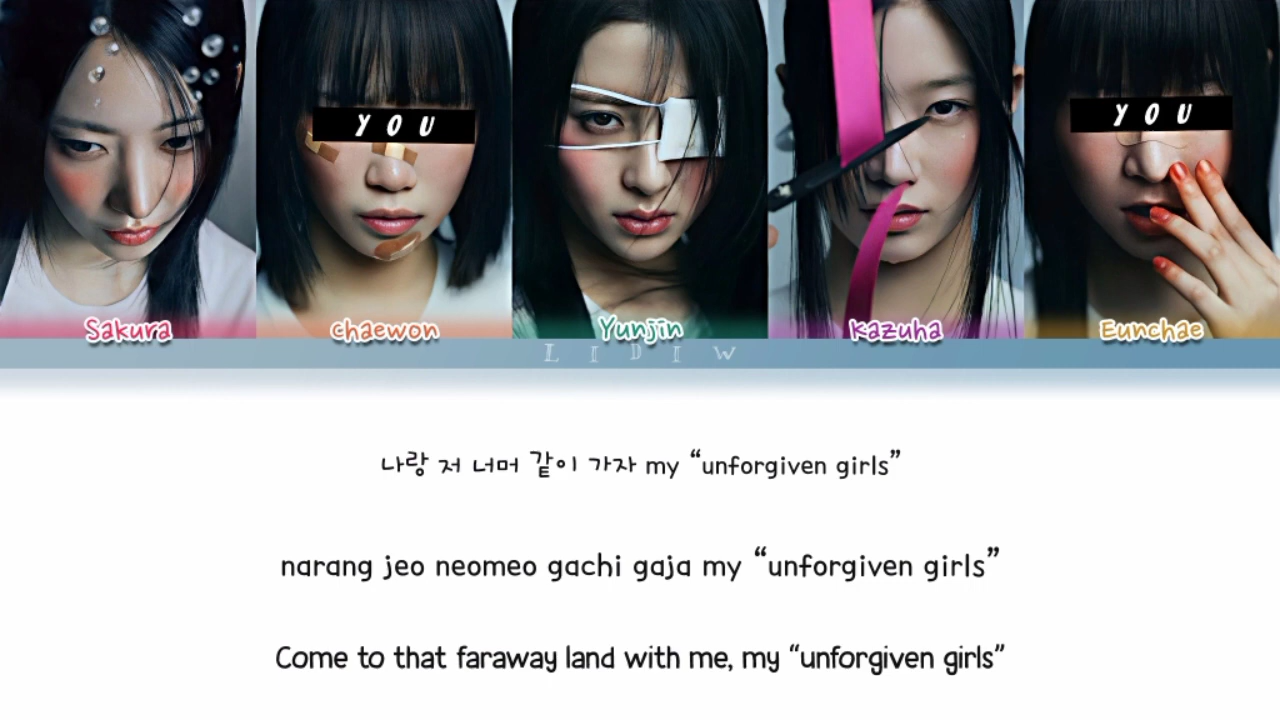 YOU
YOU
Sakura
chaewon
Yunjin
Kazuha
Eunchae
LIDIW
나랑 저 너머 같이 가자 my “unforgiven girls”
narang jeo neomeo gachi gaja my “unforgiven girls”
Come to that faraway land with me, my “unforgiven girls”